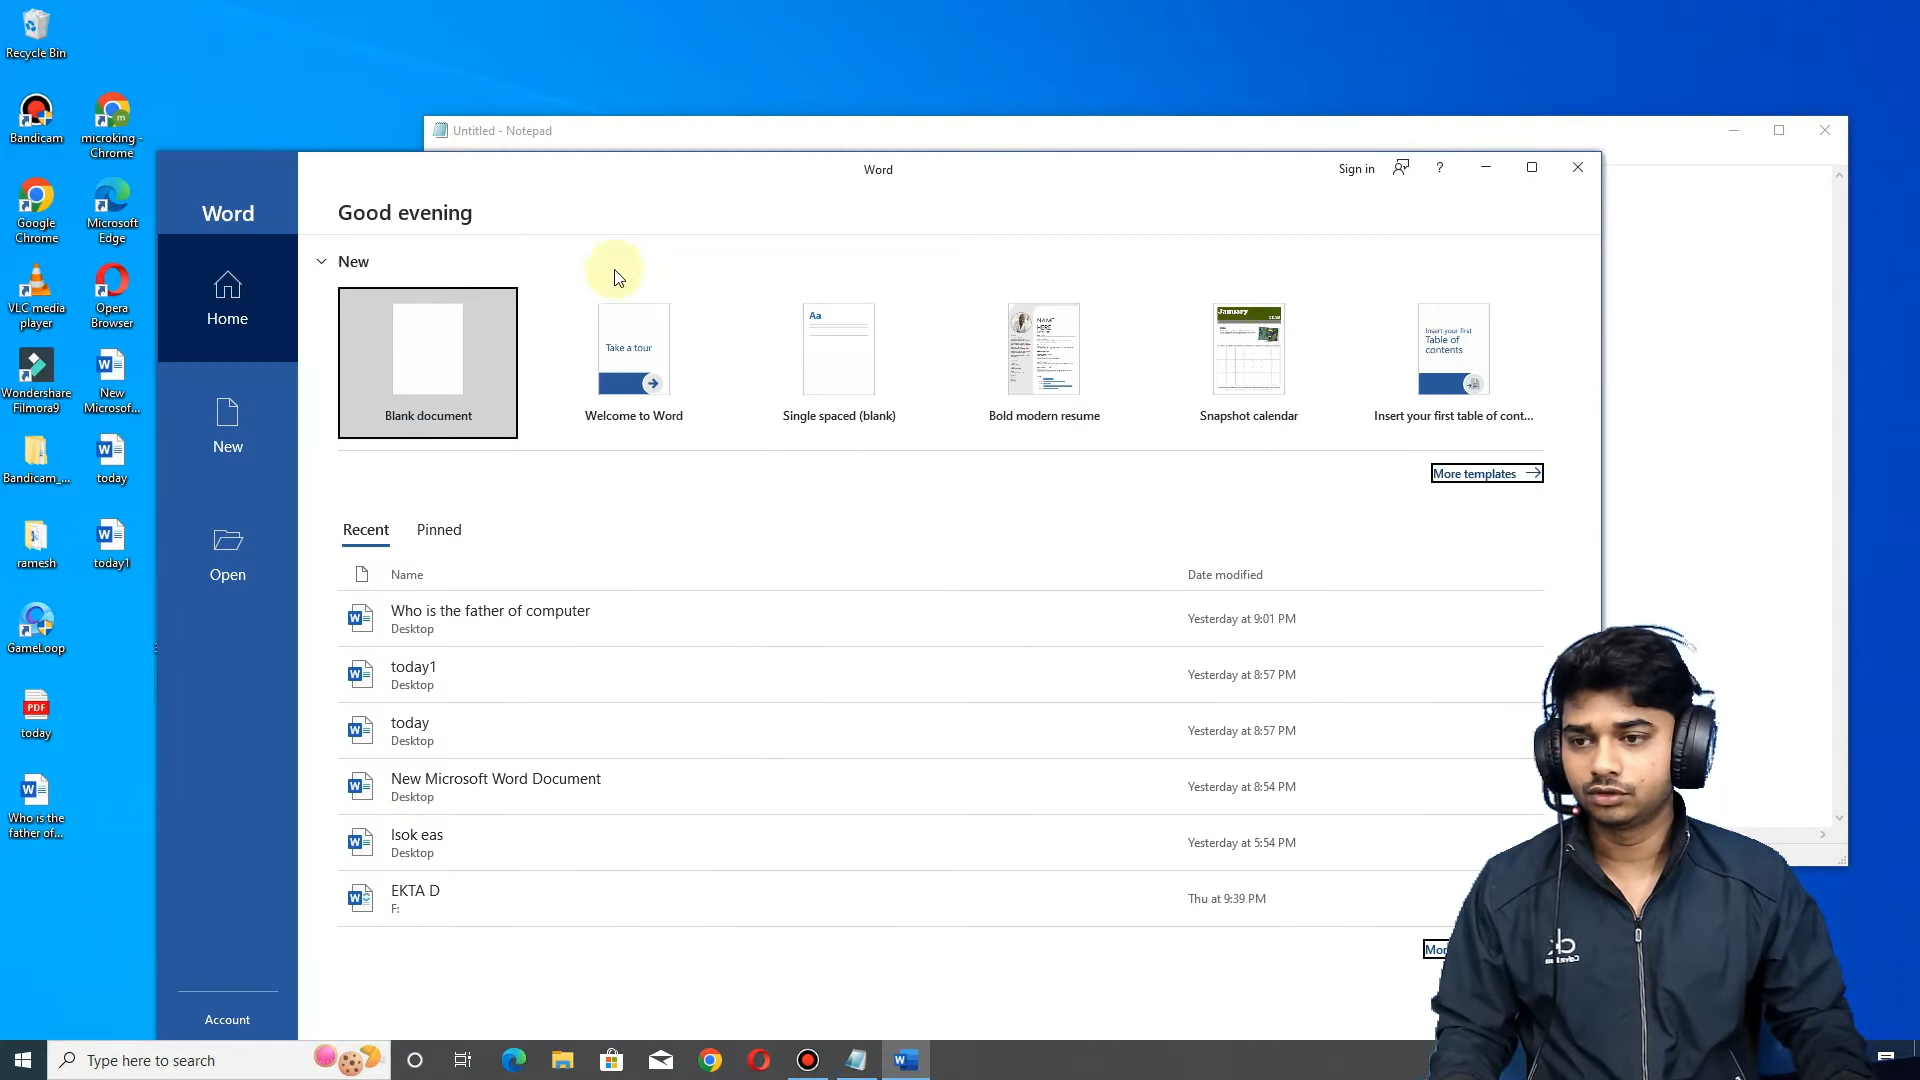 Recycle Bin
Bandicam
microking -
Chrome
Google
Chrome
Microsoft
Edge
VLC media
player
Opera
Browser
Wondershare
Filmora9
New
Microsof...
Bandicam_...
today
ramesh
today1
GameLoop
PDF
today
Who is the
father of...
Untitled - Notepad
Word
Sign in
?
Word
Home
New
Open
Account
Good evening
New
Blank document
Take a tour
Welcome to Word
Aa
Single spaced (blank)
NAME
HERE
Bold modern resume
January
Snapshot calendar
Insert your first
Table of
contents
Insert your first table of cont...
More templates
Recent
Pinned
Name
Date modified
Who is the father of computer
Desktop
Yesterday at 9:01 PM
today1
Desktop
Yesterday at 8:57 PM
today
Desktop
Yesterday at 8:57 PM
New Microsoft Word Document
Desktop
Yesterday at 8:54 PM
Isok eas
Desktop
Yesterday at 5:54 PM
EKTA D
F:
Thu at 9:39 PM
Mor
Type here to search